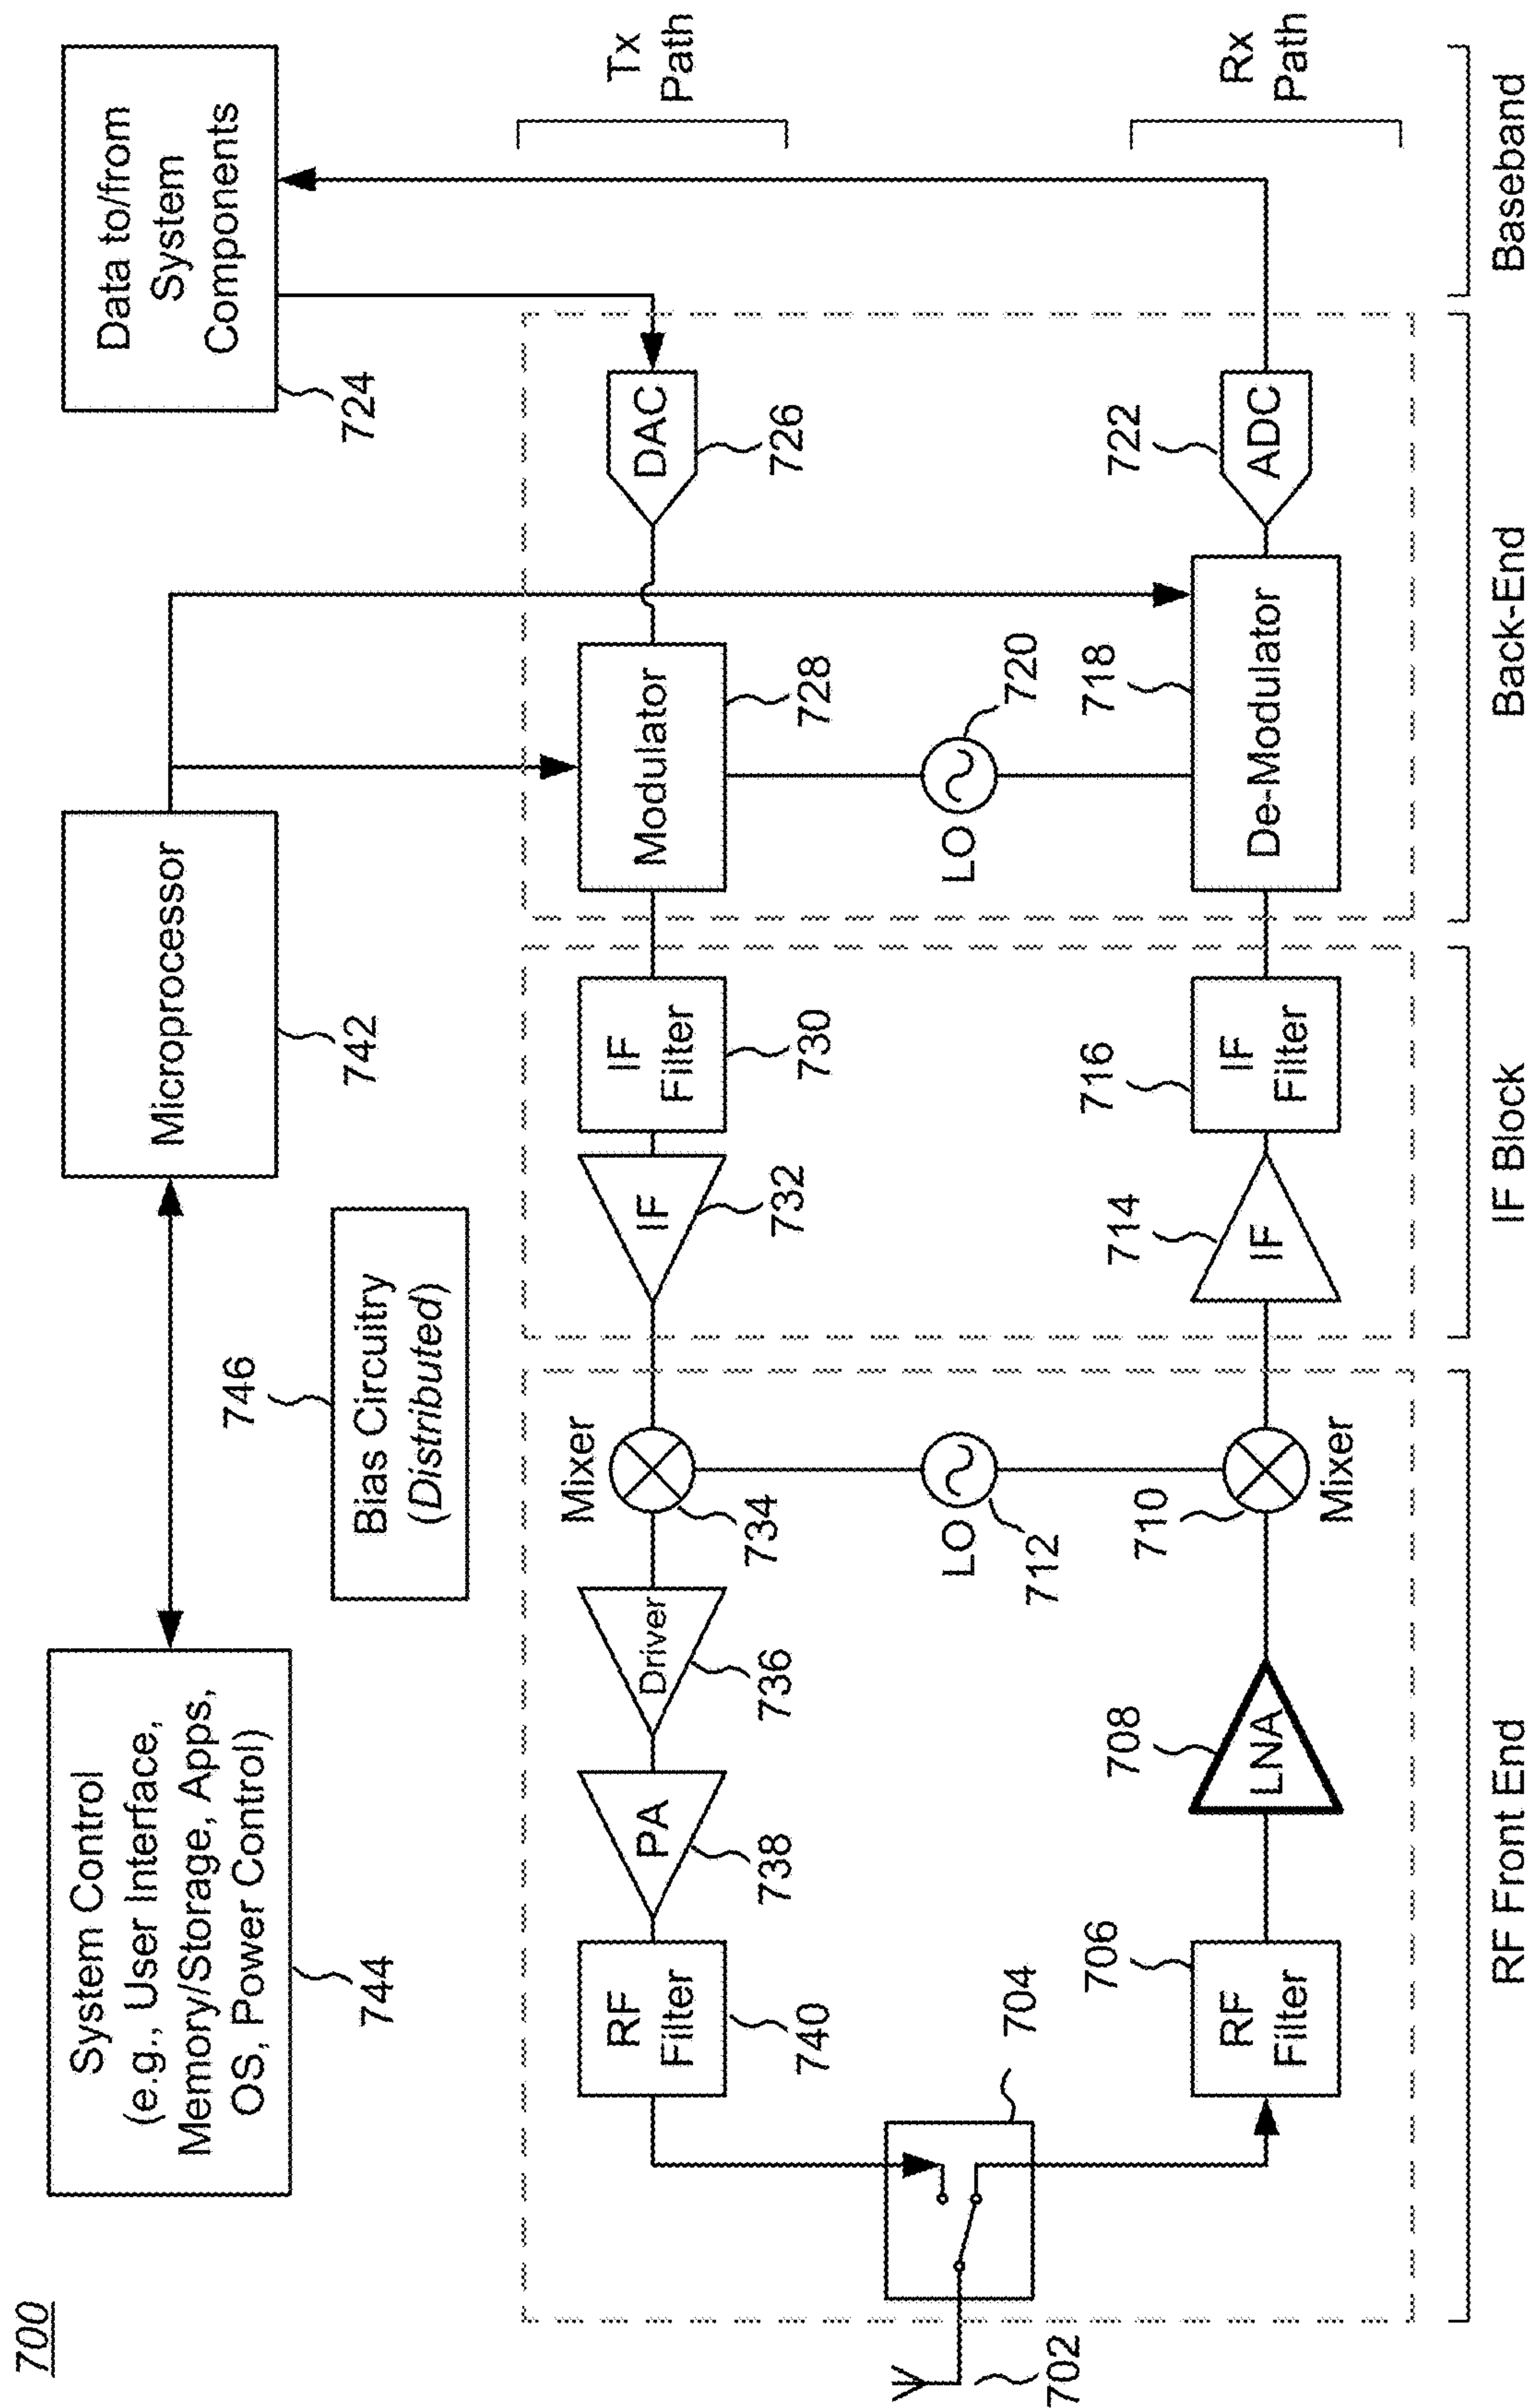 700
System Control
(e.g., User Interface,
Memory/Storage, Apps,
OS, Power Control)
744
Microprocessor
742
Data to/from
System
Components
724
746
Bias Circuitry
(Distributed)
Tx
Path
RF
Filter
740
PA
738
Driver
736
Mixer
734
IF
732
IF
Filter
730
Modulator
728
DAC
726
702
704
LO
712
LO
720
Rx
Path
RF
Filter
706
LNA
708
Mixer
710
IF
714
IF
Filter
716
De-Modulator
718
ADC
722
RF Front End
IF Block
Back-End
Baseband